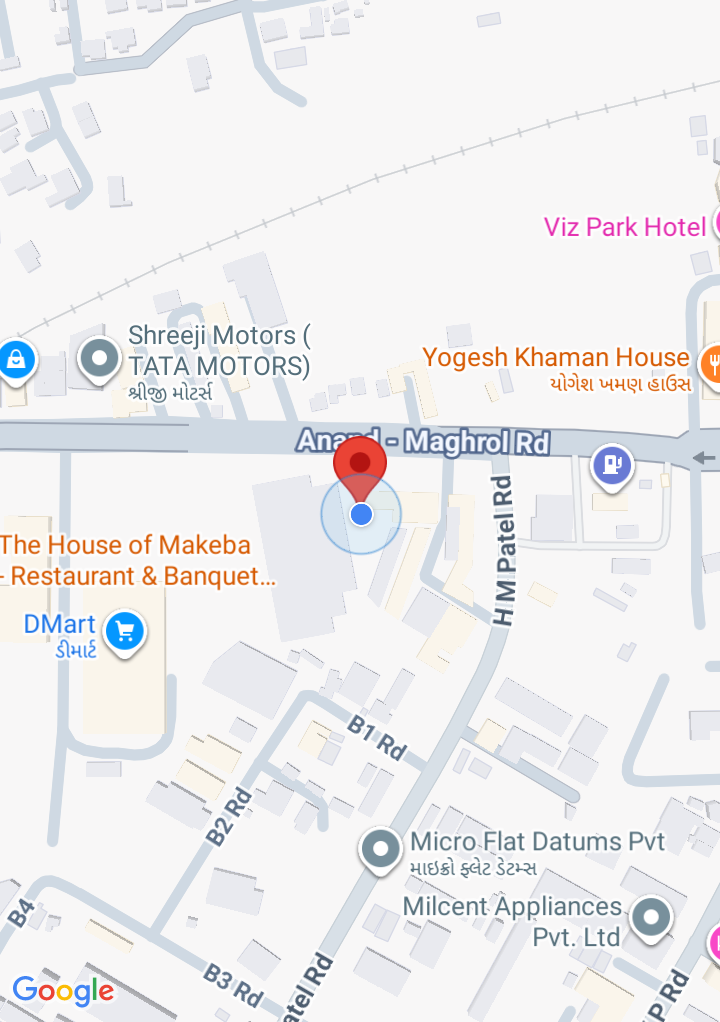 Viz Park Hotel
Shreeji Motors (
TATA MOTORS)
શ્રીજી મોટર્સ
Yogesh Khaman House
યોગેશ ખમણ હાઉસ
Anand - Maghrol Rd
H M Patel Rd
The House of Makeba
- Restaurant & Banquet...
DMart
ડીમાર્ટ
B1 Rd
B2 Rd
Micro Flat Datums Pvt
માઇક્રો ફ્લેટ ડેટમ્સ
Milcent Appliances
Pvt. Ltd
B4
B3 Rd
atel Rd
P Rd
Google